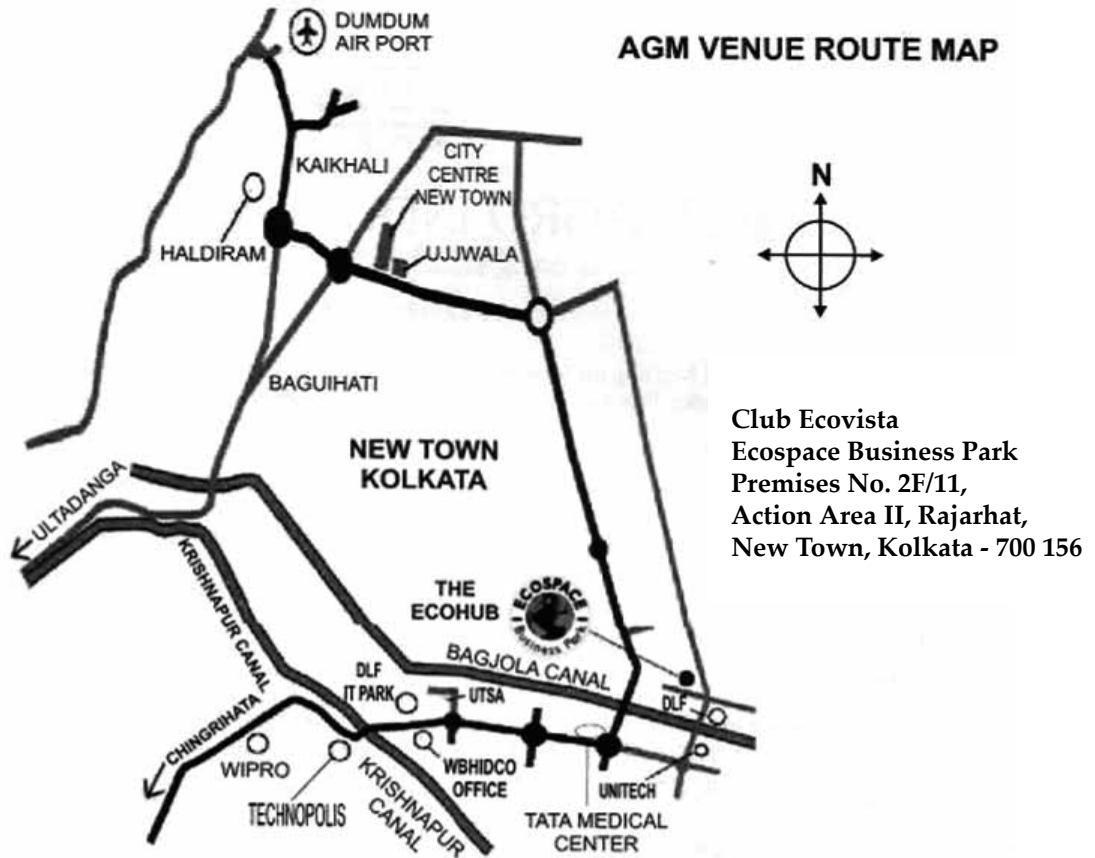 DUMDUM
AIR PORT
AGM VENUE ROUTE MAP
KAIKHALI
CITY
CENTRE
NEW TOWN
N
HALDIRAM
UJJWALA
BAGUIHATI
Club Ecovista
Ecospace Business Park
Premises No. 2F/11,
Action Area II, Rajarhat,
New Town, Kolkata - 700 156
NEW TOWN
KOLKATA
ULTADANGA
KRISHNAPUR CANAL
THE
ECOHUB
ECOSPACE
Business Park
BAGJOLA CANAL
DLF
IT PARK
UTSA
DLF
CHINGRIHATA
WIPRO
TECHNOPOLIS
KRISHNAPUR
CANAL
WBHIDCO
OFFICE
UNITECH
TATA MEDICAL
CENTER